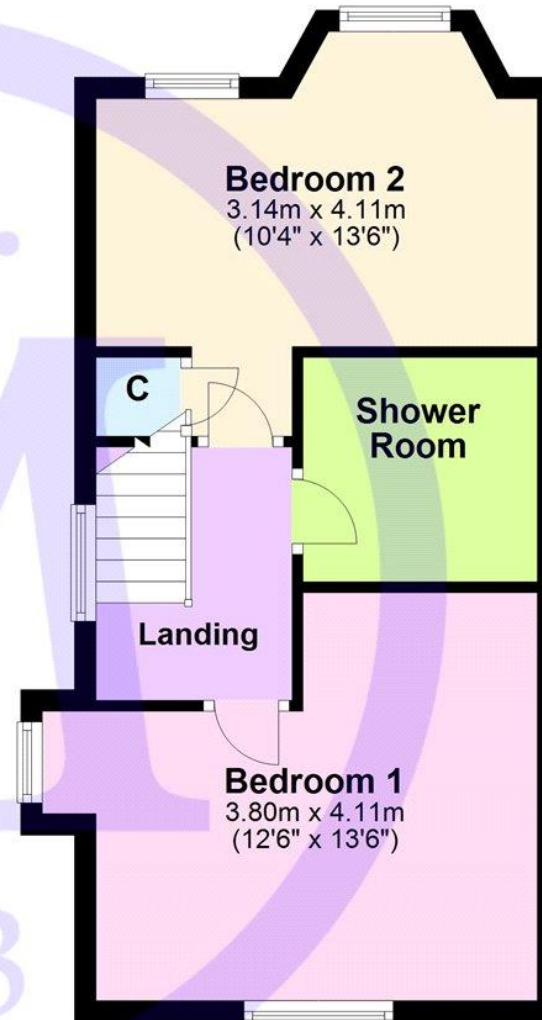 Bedroom 2
3.14m x 4.11m
(10'4" x 13'6")
C
Shower
Room
Landing
Bedroom 1
3.80m x 4.11m
(12'6" x 13'6")